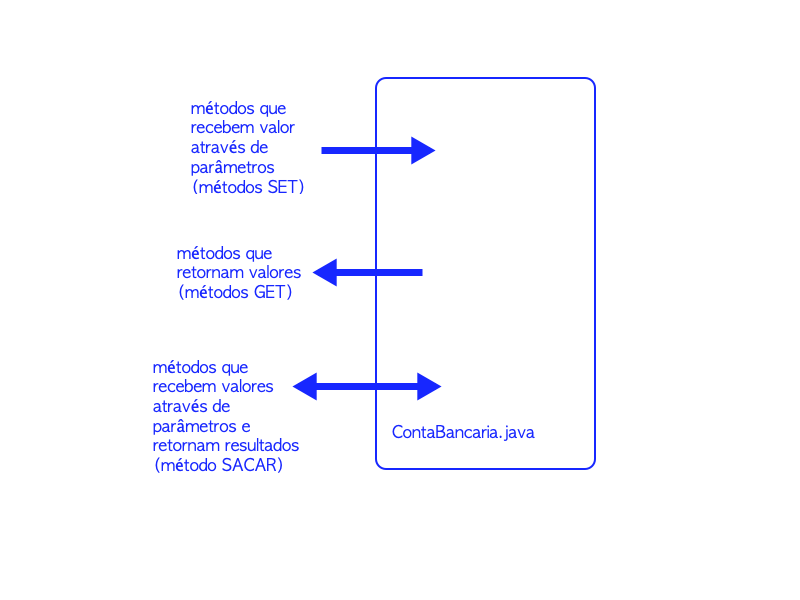 métodos que
recebem valor
através de
parâmetros
(métodos SET)
métodos que
retornam valores
(métodos GET)
métodos que
recebem valores
através de
parâmetros e
retornam resultados
(método SACAR)
ContaBancaria.java